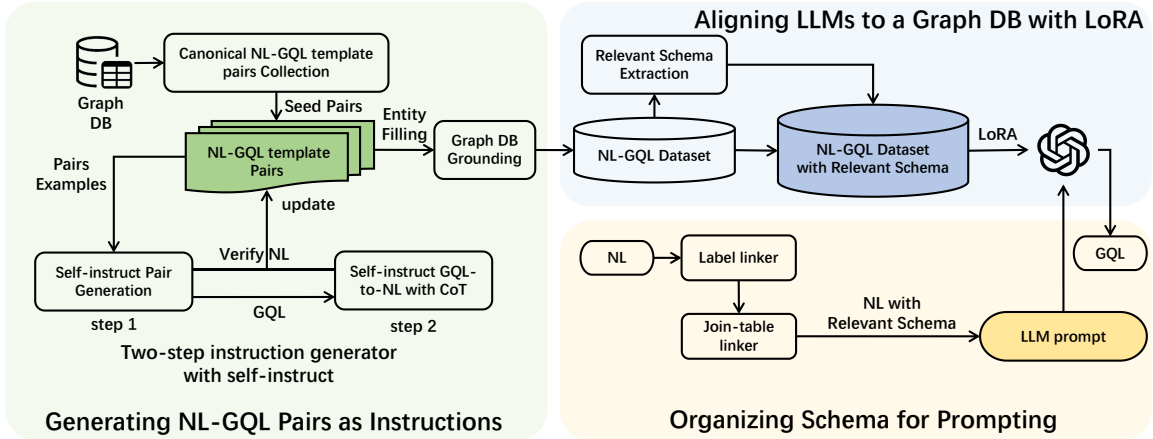 Canonical NL-GQL template
pairs Collection
Graph
DB
Seed Pairs
Entity
Filling
NL-GQL template
Pairs
Graph DB
Grounding
Pairs
Examples
update
Verify NL
Self-instruct Pair
Generation
Self-instruct GQL-
to-NL with CoT
GQL
step 1
step 2
Two-step instruction generator
with self-instruct
Generating NL-GQL Pairs as Instructions
Aligning LLMs to a Graph DB with LoRA
Relevant Schema
Extraction
NL-GQL Dataset
NL-GQL Dataset
with Relevant Schema
LoRA
GQL
NL
Label linker
Join-table
linker
NL with
Relevant Schema
LLM prompt
Organizing Schema for Prompting